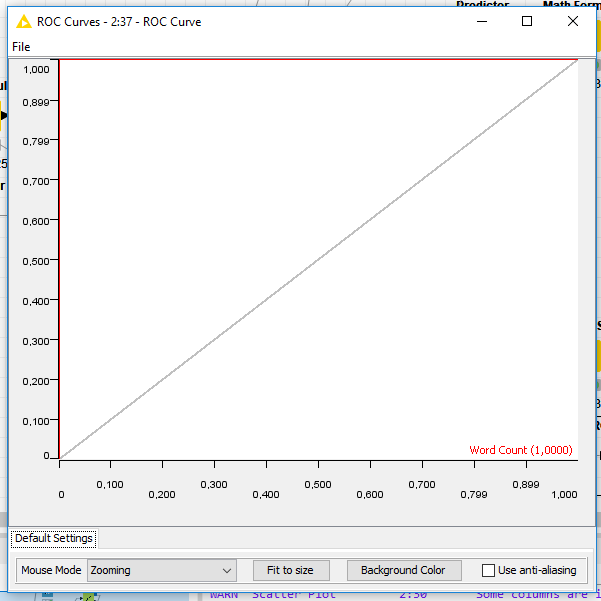 Predictor
Math Form
ROC Curves - 2:37 - ROC Curve
File
1,000
0,899
0,799
0,700
0,600
0,500
0,400
0,300
0,200
0,100
0
Word Count (1,0000)
0 0,100 0,200 0,300 0,400 0,500 0,600 0,700 0,799 0,899 1,000
Default Settings
Mouse Mode Zooming Fit to size Background Color Use anti-aliasing
WARN Scatter Plot 2:30 Some columns are i